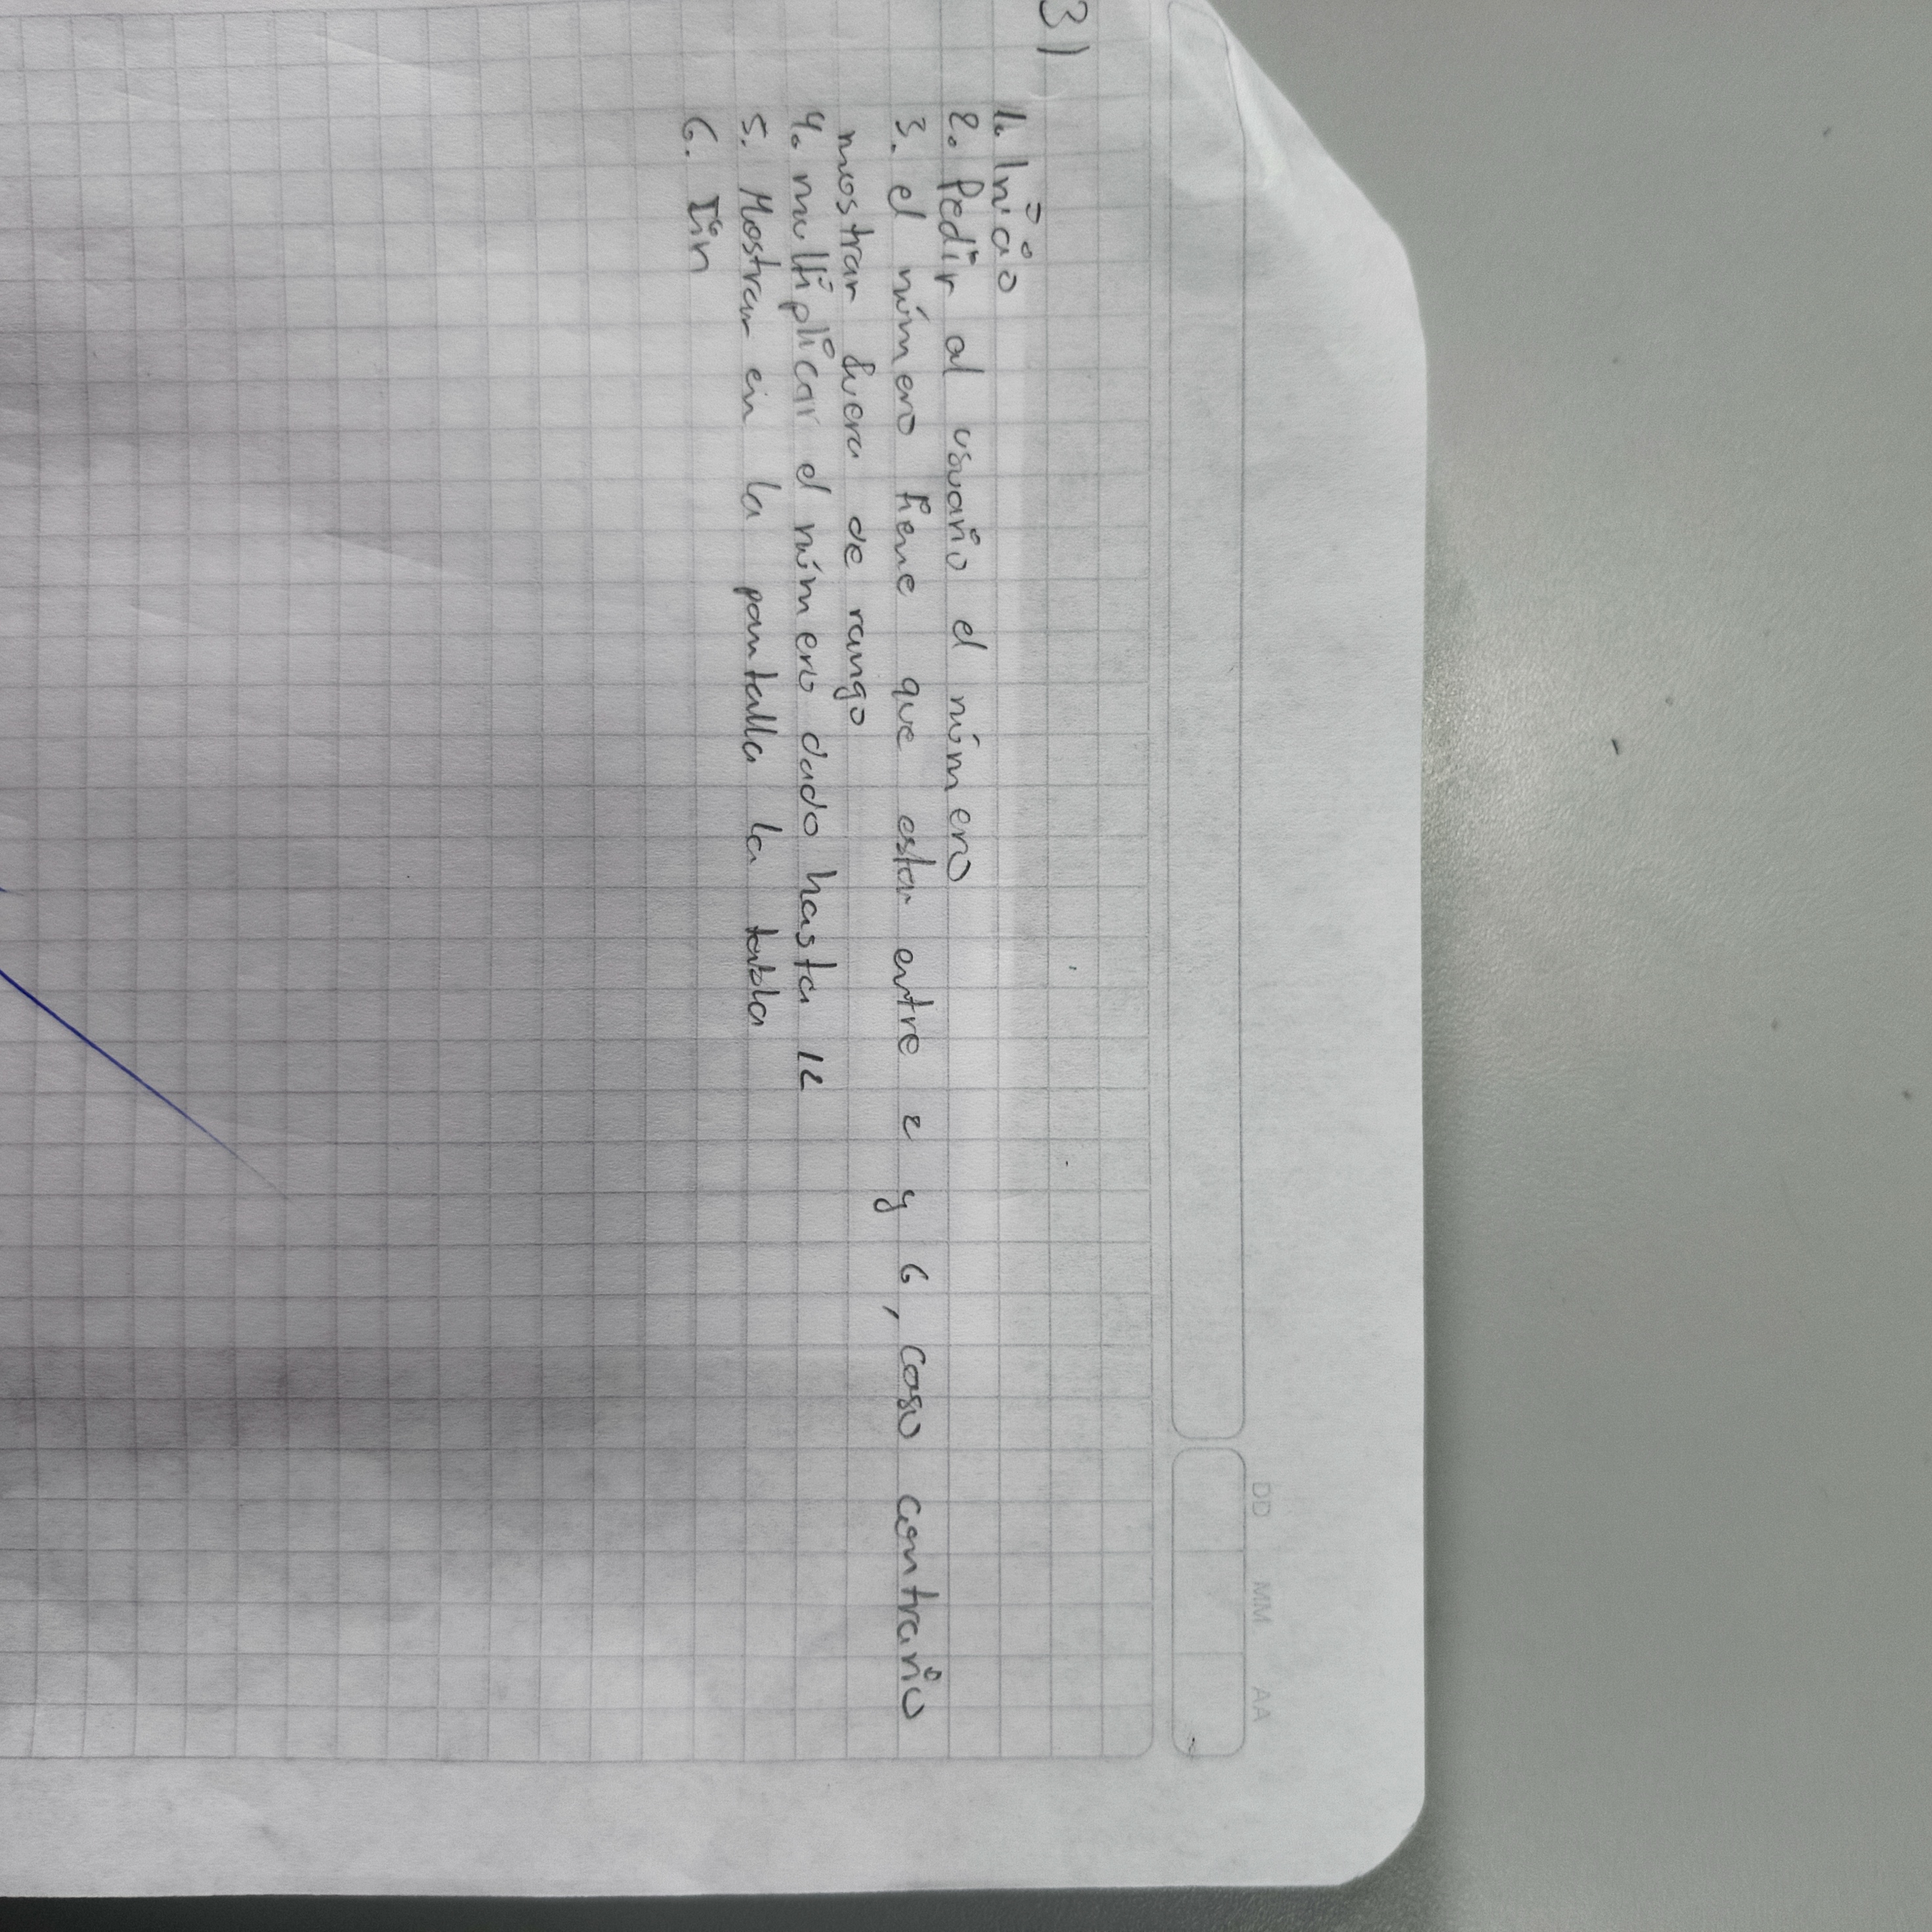 3)
1. Inicio
2. Pedir al usuario el número
3. el número tiene que estar entre 2 y 6, caso contrario
mostrar fuera de rango
4. multiplicar el número dado hasta 12
5. Mostrar en la pantalla la tabla
6. Fin
DD MM AA